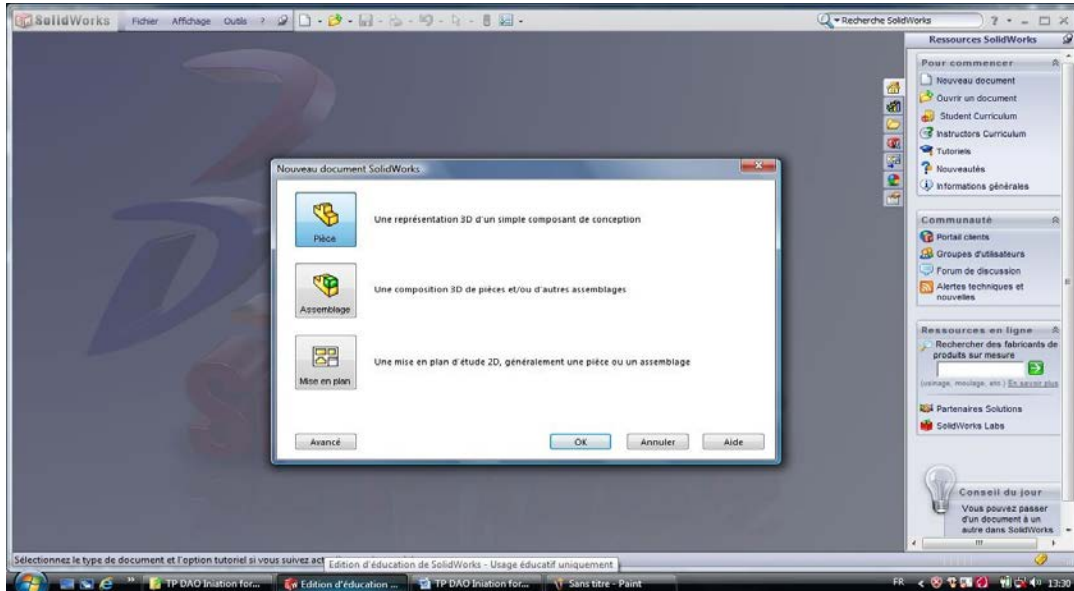 SolidWorks Fichier Affichage Outils ? Recherche SolidWorks ?
Ressources SolidWorks
Pour commencer
Nouveau document
Ouvrir un document
Student Curriculum
Instructors Curriculum
Tutoriels
Nouveautés
Informations générales
Communauté
Portail clients
Groupes d'utilisateurs
Forum de discussion
Alertes techniques et
nouvelles
Ressources en ligne
Rechercher des fabricants de
produits sur mesure
(usinage, moulage, etc.) En savoir plus
Partenaires Solutions
SolidWorks Labs
Conseil du jour
Vous pouvez passer
d'un document à un
autre dans SolidWorks
Nouveau document SolidWorks
Pièce
Une représentation 3D d'un simple composant de conception
Assemblage
Une composition 3D de pièces et/ou d'autres assemblages
Mise en plan
Une mise en plan d'étude 2D, généralement une pièce ou un assemblage
Avancé OK Annuler Aide
Sélectionnez le type de document et l'option tutoriel si vous suivez act
Edition d'éducation de SolidWorks - Usage éducatif uniquement
TP DAO Iniation for... Edition d'éducation ... TP DAO Iniation for... Sans titre - Paint FR 13:30